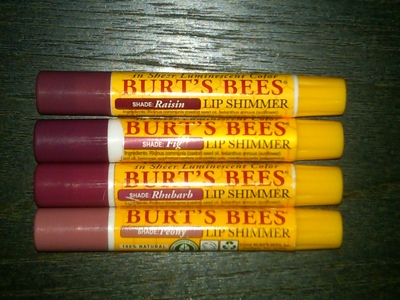 in Sheer Luminescent Color
BURT'S BEES
SHADE: Raisin LIP SHIMMER
BURT'S BEES
SHADE: Fig LIP SHIMMER
in Sheer Luminescent Color
BURT'S BEES
SHADE: Rhubarb LIP SHIMMER
BURT'S BEES
SHADE: Peony LIP SHIMMER
100% NATURAL